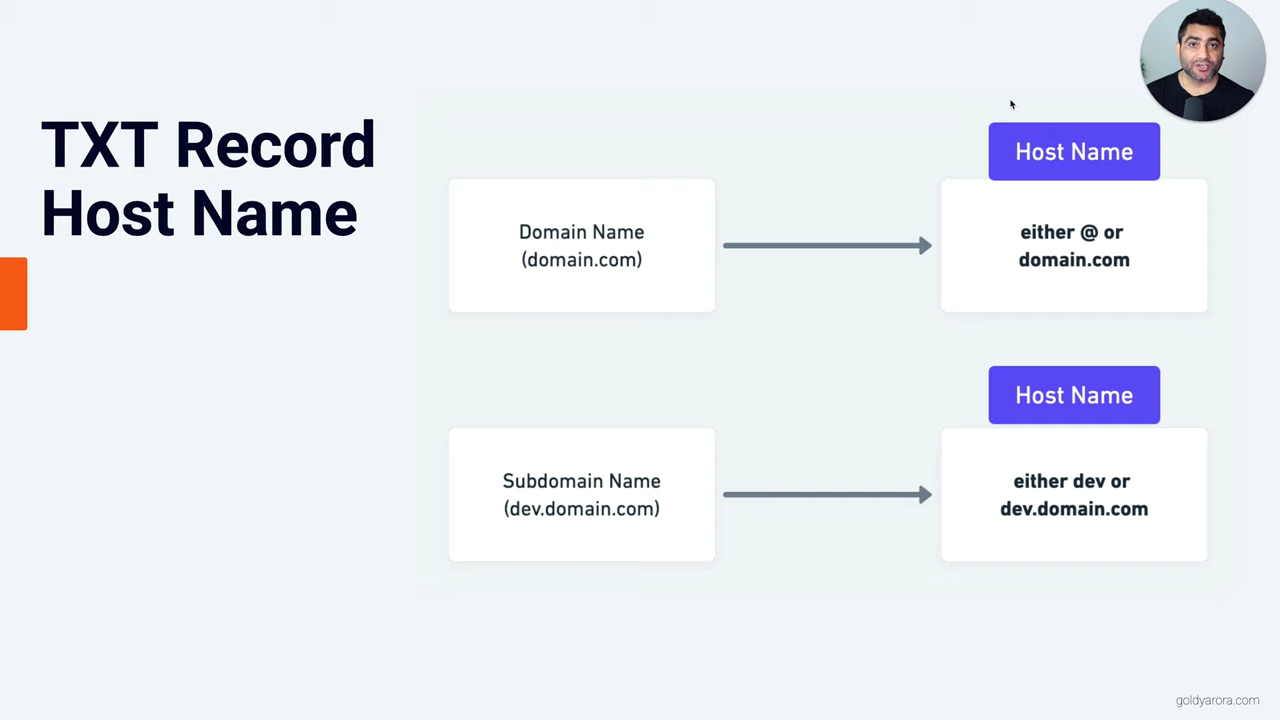 TXT Record
Host Name
Host Name
Domain Name
(domain.com)
either @ or
domain.com
Host Name
Subdomain Name
(dev.domain.com)
either dev or
dev.domain.com
goldyarora.com